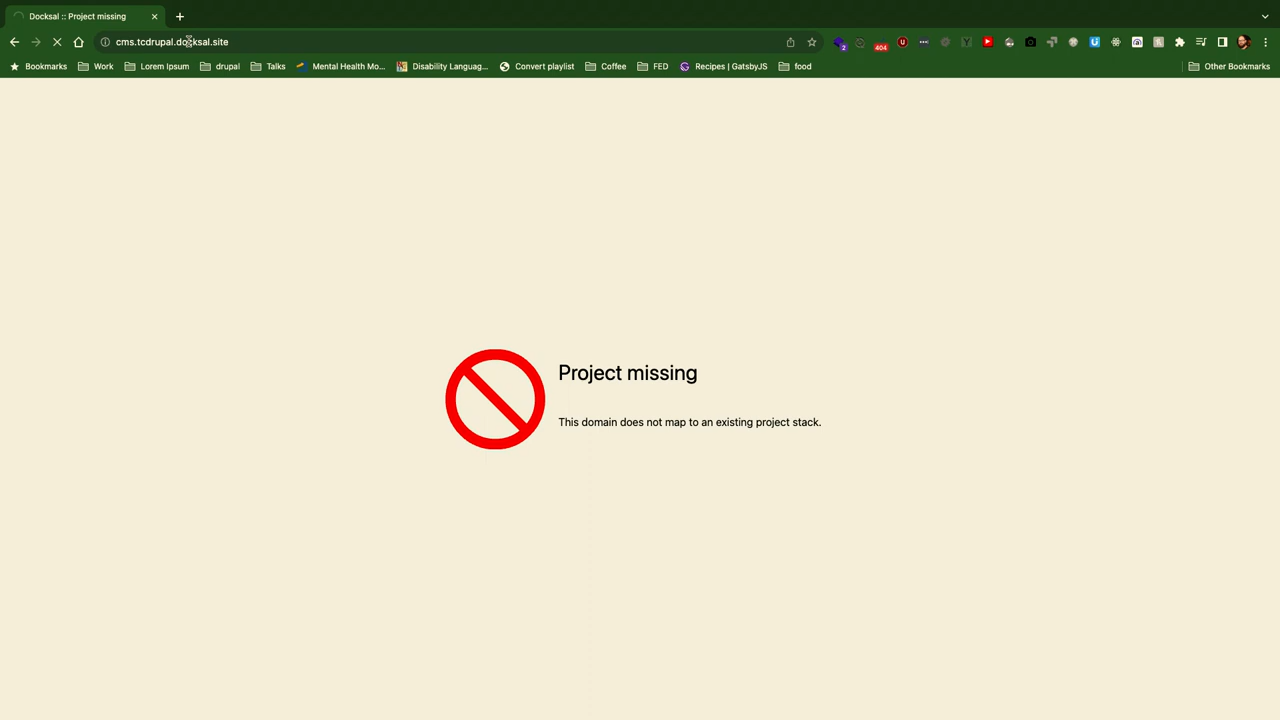 Docksal :: Project missing
cms.tcdrupal.docksal.site
2
404
Bookmarks
Work
Lorem Ipsum
drupal
Talks
Mental Health Mo...
Disability Languag...
Convert playlist
Coffee
FED
Recipes | GatsbyJS
food
Other Bookmarks
Project missing
This domain does not map to an existing project stack.